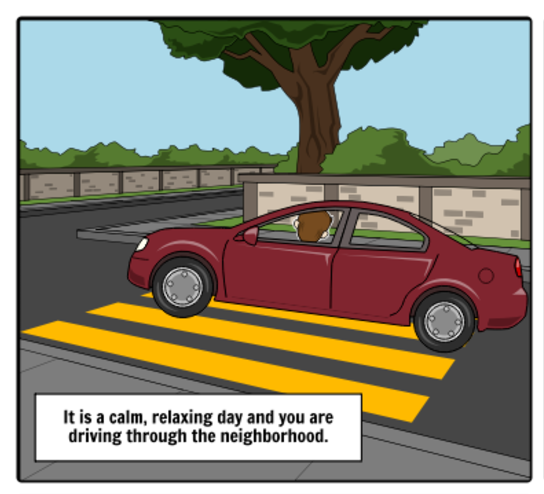 It is a calm, relaxing day and you are
driving through the neighborhood.